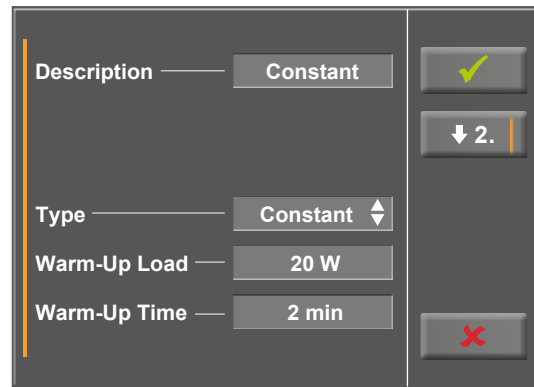 Description Constant
2.
Type Constant
Warm-Up Load 20 W
Warm-Up Time 2 min